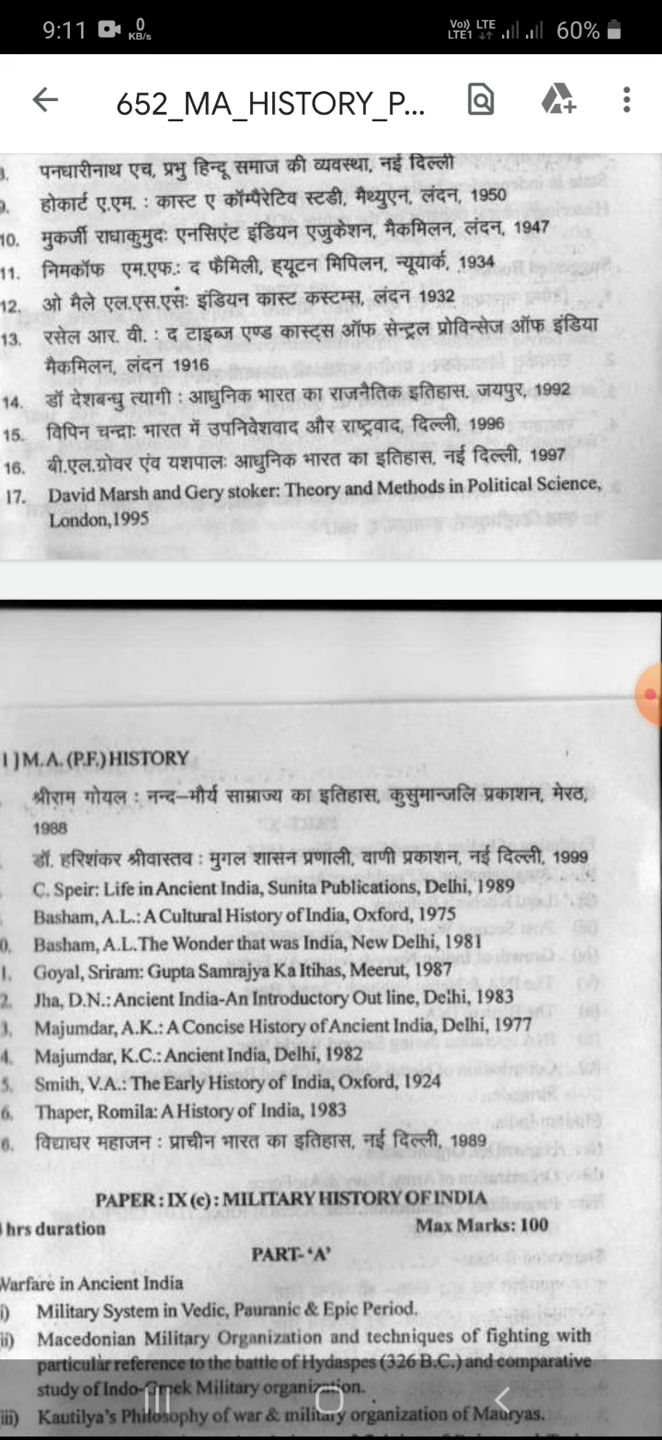 9:11
0
KB/s
Vo)) LTE
LTE1
60%
652_MA_HISTORY_P...
पनधारीनाथ एच, प्रभु हिन्दू समाज की व्यवस्था, नई दिल्ली
होकार्ट ए.एम. : कास्ट ए कॉम्पैरेटिव स्टडी, मैथ्युएन, लंदन, 1950
10. मुकर्जी राधाकुमुदः एनसिएंट इंडियन एजुकेशन, मैकमिलन, लंदन, 1947
11. निमकॉफ एम.एफ.: द फैमिली, ह्यूटन मिपिलन, न्यूयार्क, 1934
12. ओ मैले एल.एस.एसः इंडियन कास्ट कस्टम्स, लंदन 1932
13. रसेल आर. वी. : द टाइब्ज एण्ड कास्ट्स ऑफ सेन्ट्रल प्रोविन्सेज ऑफ इंडिया
मैकमिलन, लंदन 1916
14. डॉ देशबन्धु त्यागी : आधुनिक भारत का राजनैतिक इतिहास, जयपुर, 1992
15. विपिन चन्द्राः भारत में उपनिवेशवाद और राष्ट्रवाद, दिल्ली, 1996
16. बी.एल.ग्रोवर एंव यशपालः आधुनिक भारत का इतिहास, नई दिल्ली, 1997
17. David Marsh and Gery stoker: Theory and Methods in Political Science,
London,1995
1 ] M.A. (P.F.) HISTORY
श्रीराम गोयल : नन्द–मौर्य साम्राज्य का इतिहास, कुसुमान्जलि प्रकाशन, मेरठ,
1988
डॉ. हरिशंकर श्रीवास्तव : मुगल शासन प्रणाली, वाणी प्रकाशन, नई दिल्ली, 1999
C. Speir: Life in Ancient India, Sunita Publications, Delhi, 1989
Basham, A.L.: A Cultural History of India, Oxford, 1975
0. Basham, A.L.The Wonder that was India, New Delhi, 1981
1. Goyal, Sriram: Gupta Samrajya Ka Itihas, Meerut, 1987
2. Jha, D.N.: Ancient India-An Introductory Out line, Delhi, 1983
3. Majumdar, A.K.: A Concise History of Ancient India, Delhi, 1977
4. Majumdar, K.C.: Ancient India, Delhi, 1982
5. Smith, V.A.: The Early History of India, Oxford, 1924
6. Thaper, Romila: A History of India, 1983
6. विद्याधर महाजन : प्राचीन भारत का इतिहास, नई दिल्ली, 1989
PAPER : IX (c) : MILITARY HISTORY OF INDIA
hrs duration Max Marks: 100
PART- ‘A’
Warfare in Ancient India
i) Military System in Vedic, Pauranic & Epic Period.
ii) Macedonian Military Organization and techniques of fighting with
particular reference to the battle of Hydaspes (326 B.C.) and comparative
study of Indo-Greek Military organization.
iii) Kautilya's Philosophy of war & military organization of Mauryas.